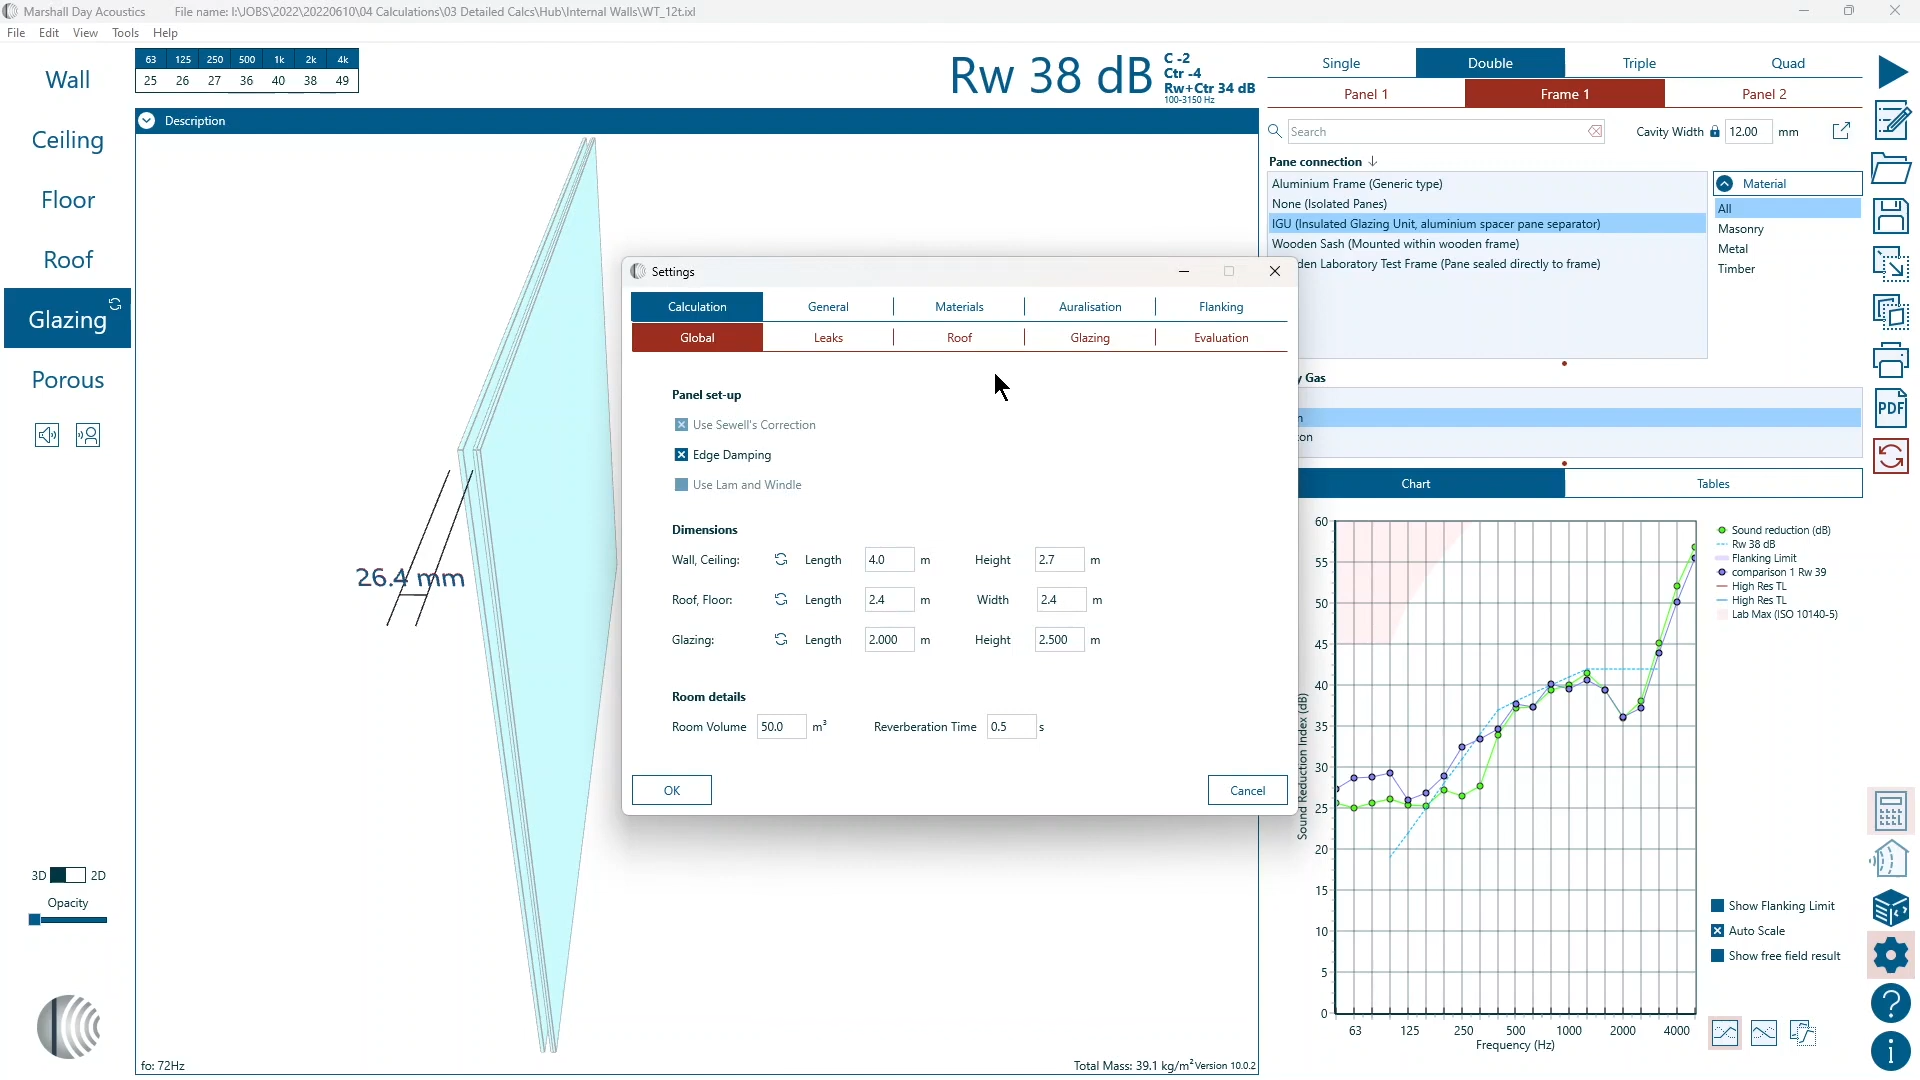 Marshall Day Acoustics File name: I:\JOBS\2022\20220610\04 Calculations\03 Detailed Calcs\Hub\Internal Walls\WT_12t.ixl
File Edit View Tools Help
Wall
Ceiling
Floor
Roof
Glazing
Porous
3D 2D
Opacity
63 125 250 500 1k 2k 4k
25 26 27 36 40 38 49
Rw 38 dB
C -2
Ctr -4
Rw+Ctr 34 dB
100-3150 Hz
Description
26.4 mm
fo: 72Hz
Total Mass: 39.1 kg/m² Version 10.0.2
Single Double Triple Quad
Panel 1 Frame 1 Panel 2
Search Cavity Width 12.00 mm
Pane connection
Aluminium Frame (Generic type)
None (Isolated Panes)
IGU (Insulated Glazing Unit, aluminium spacer pane separator)
Wooden Sash (Mounted within wooden frame)
den Laboratory Test Frame (Pane sealed directly to frame)
Material
All
Masonry
Metal
Timber
y Gas
n
ton
Settings
Calculation General Materials Auralisation Flanking
Global Leaks Roof Glazing Evaluation
Panel set-up
Use Sewell's Correction
Edge Damping
Use Lam and Windle
Dimensions
Wall, Ceiling: Length 4.0 m Height 2.7 m
Roof, Floor: Length 2.4 m Width 2.4 m
Glazing: Length 2.000 m Height 2.500 m
Room details
Room Volume 50.0 m³ Reverberation Time 0.5 s
OK Cancel
Chart Tables
60
55
50
45
40
35
30
25
20
15
10
5
0
Sound Reduction Index (dB)
63 125 250 500 1000 2000 4000
Frequency (Hz)
Sound reduction (dB)
Rw 38 dB
Flanking Limit
comparison 1 Rw 39
High Res TL
High Res TL
Lab Max (ISO 10140-5)
Show Flanking Limit
Auto Scale
Show free field result
PDF